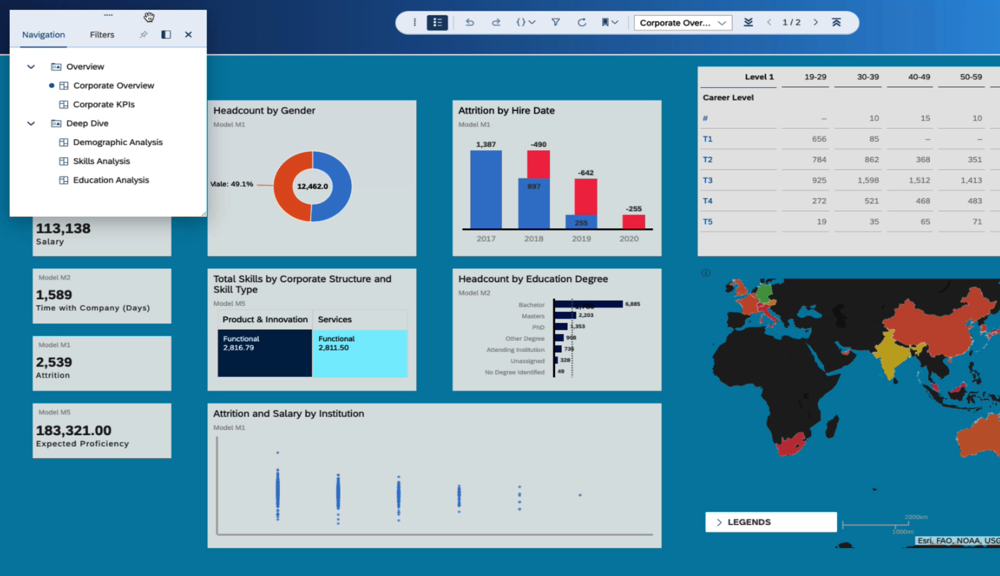 Navigation Filters
Corporate Over... 1 / 2
Overview
Corporate Overview
Corporate KPIs
Deep Dive
Demographic Analysis
Skills Analysis
Education Analysis
113,138
Salary
Model M2
1,589
Time with Company (Days)
Model M1
2,539
Attrition
Model M5
183,321.00
Expected Proficiency
Headcount by Gender
Model M1
Male: 49.1%
12,462.0
Attrition by Hire Date
Model M1
1,387 -490
-642
897
-255
255
2017 2018 2019 2020
Level 1 19-29 30-39 40-49 50-59
Career Level
# – 10 15 10
T1 656 85 – –
T2 784 862 368 351
T3 925 1,598 1,512 1,413
T4 272 521 468 483
T5 19 35 65 71
Total Skills by Corporate Structure and
Skill Type
Model M5
Product & Innovation Services
Functional Functional
2,816.79 2,811.50
Headcount by Education Degree
Model M2
Bachelor 6,885
Masters 2,203
PhD 1,353
Other Degree 908
Attending Institution 736
Unassigned 328
No Degree Identified 49
Attrition and Salary by Institution
Model M1
LEGENDS
2000km
1000mi
Esri, FAO, NOAA, USG